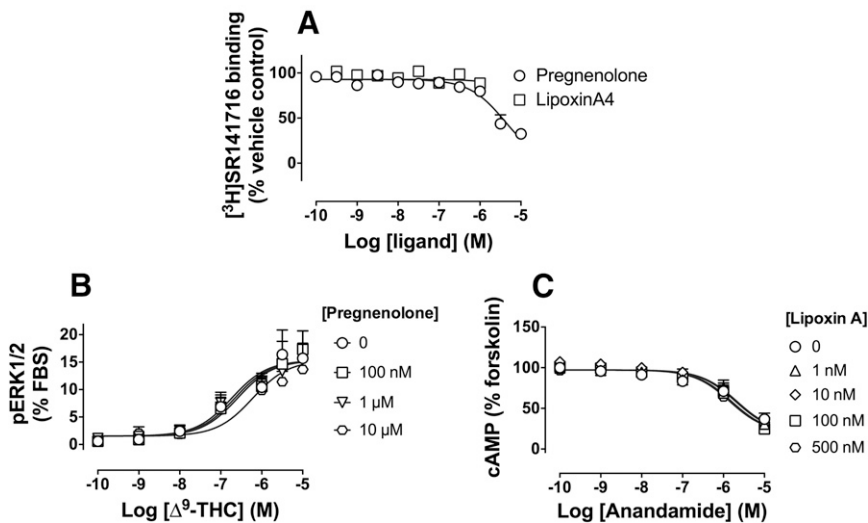 A
[³H]SR141716 binding
(% vehicle control)
100
50
0
-10 -9 -8 -7 -6 -5
Log [ligand] (M)
Pregnenolone
LipoxinA4
B
pERK1/2
(% FBS)
20
15
10
5
0
-10 -9 -8 -7 -6 -5
Log [Δ⁹-THC] (M)
[Pregnenolone]
0
100 nM
1 µM
10 µM
C
cAMP (% forskolin)
150
100
50
0
-10 -9 -8 -7 -6 -5
Log [Anandamide] (M)
[Lipoxin A]
0
1 nM
10 nM
100 nM
500 nM